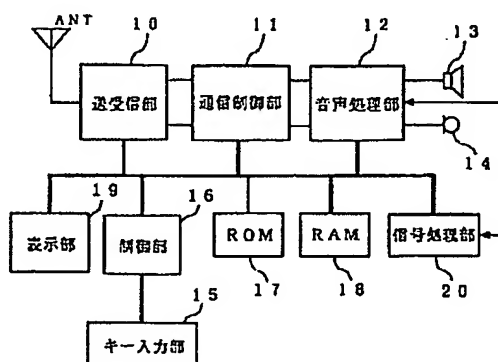 ANT
10
11
12
13
送受信部
通信制御部
音声処理部
14
19
16
表示部
制御部
ROM
RAM
信号処理部
15
17
18
20
キー入力部